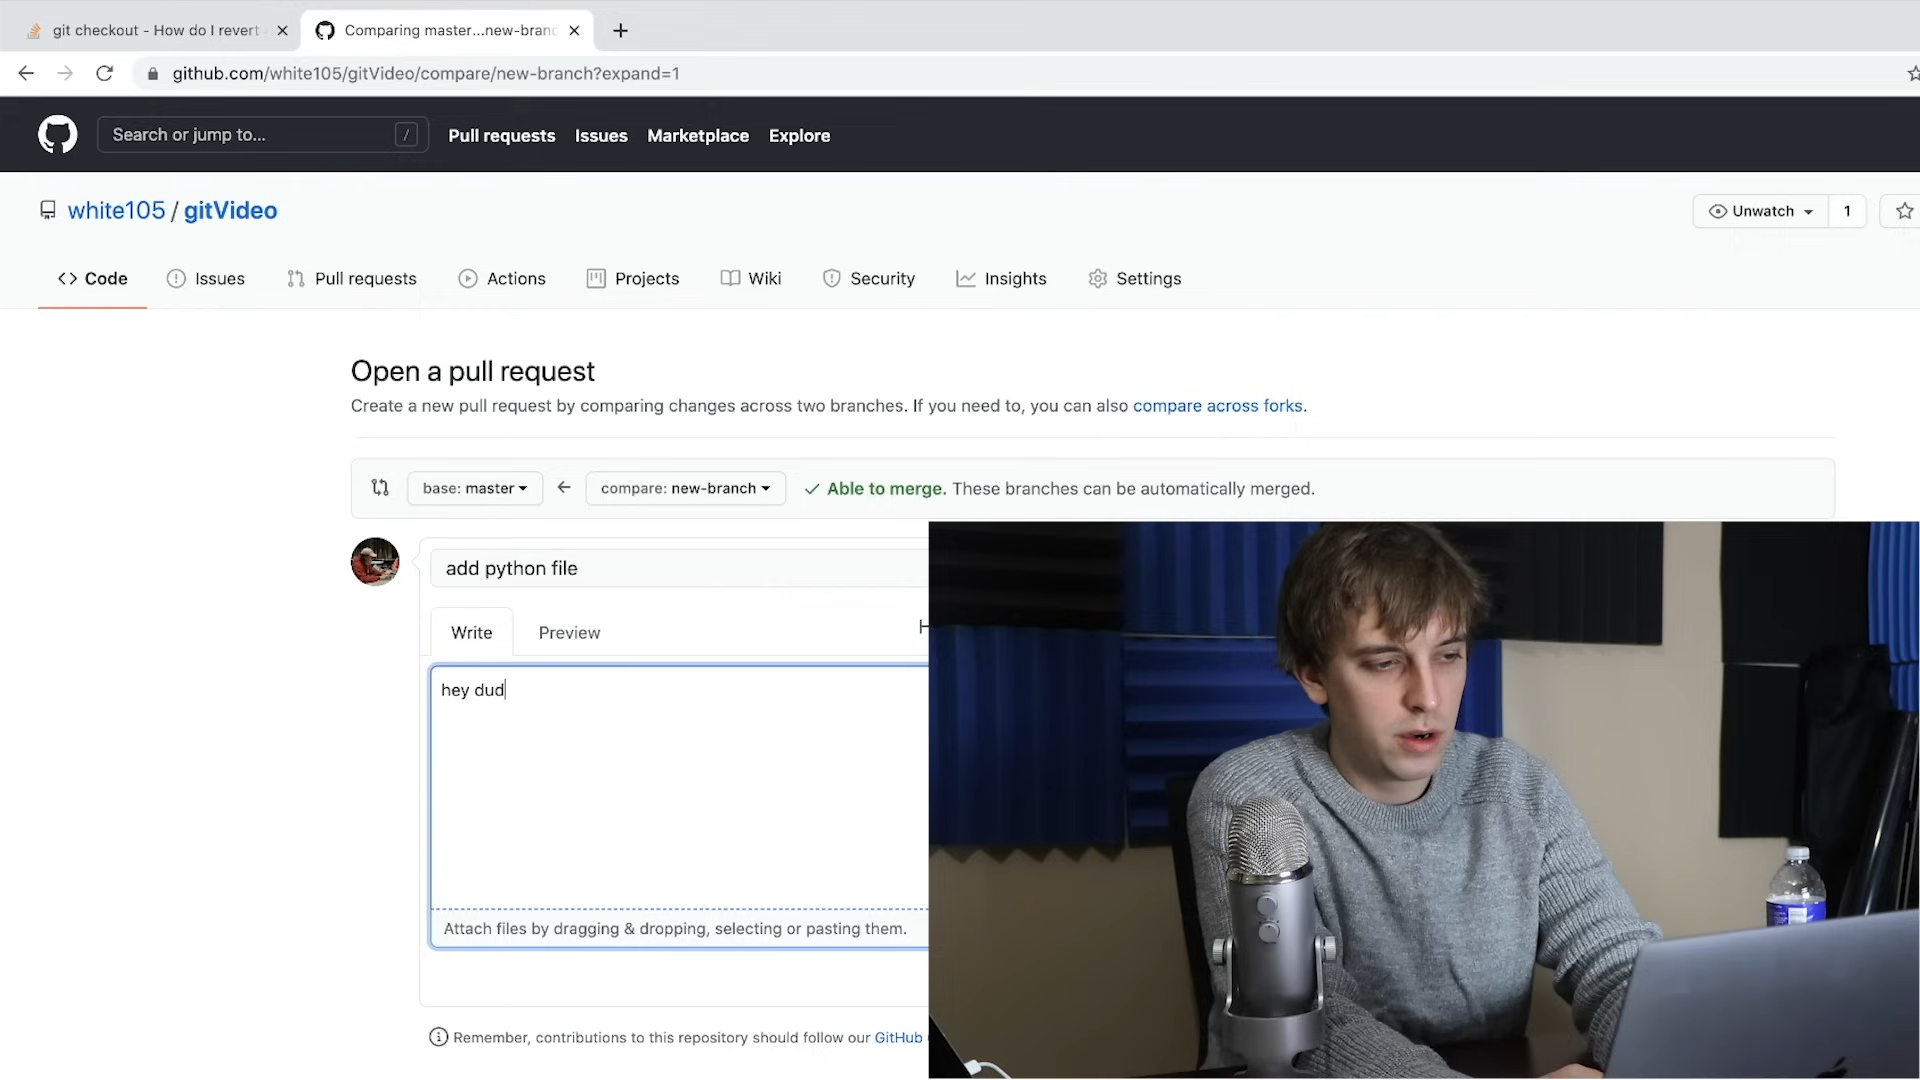 git checkout - How do I revert
Comparing master...new-branc
github.com/white105/gitVideo/compare/new-branch?expand=1
Search or jump to... /
Pull requests Issues Marketplace Explore
white105 / gitVideo
Unwatch 1
Code Issues Pull requests Actions Projects Wiki Security Insights Settings
Open a pull request
Create a new pull request by comparing changes across two branches. If you need to, you can also compare across forks.
base: master compare: new-branch Able to merge. These branches can be automatically merged.
add python file
Write Preview H
hey dud
Attach files by dragging & dropping, selecting or pasting them.
Remember, contributions to this repository should follow our GitHub